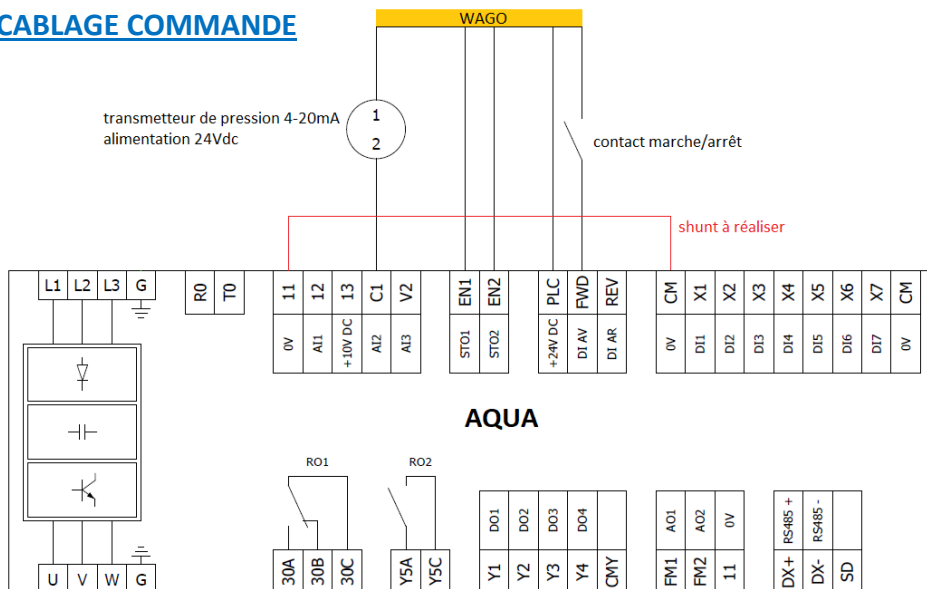 CABLAGE COMMANDE
WAGO
transmetteur de pression 4-20mA
alimentation 24Vdc
1
2
contact marche/arrêt
shunt à réaliser
L1 L2 L3 G
R0 T0
11 12 13 C1 V2
EN1 EN2
PLC FWD REV
CM X1 X2 X3 X4 X5 X6 X7 CM
0V AI1 +10V DC AI2 AI3
STO1 STO2
+24V DC DI AV DI AR
0V DI1 DI2 DI3 DI4 DI5 DI6 DI7 0V
AQUA
RO1
RO2
DO1 DO2 DO3 DO4
AO1 AO2 0V
RS485 + RS485 -
U V W G
30A 30B 30C
Y5A Y5C
Y1 Y2 Y3 Y4 CMY
FM1 FM2 11
DX+ DX- SD